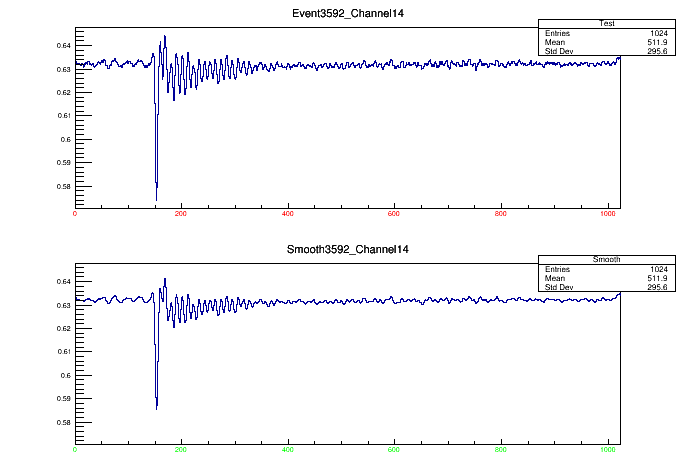 Event3592_Channel14
Test
Entries 1024
Mean 511.9
Std Dev 295.6
0.64
0.63
0.62
0.61
0.6
0.59
0.58
0 200 400 600 800 1000
Smooth3592_Channel14
Smooth
Entries 1024
Mean 511.9
Std Dev 295.6
0.64
0.63
0.62
0.61
0.6
0.59
0.58
0 200 400 600 800 1000